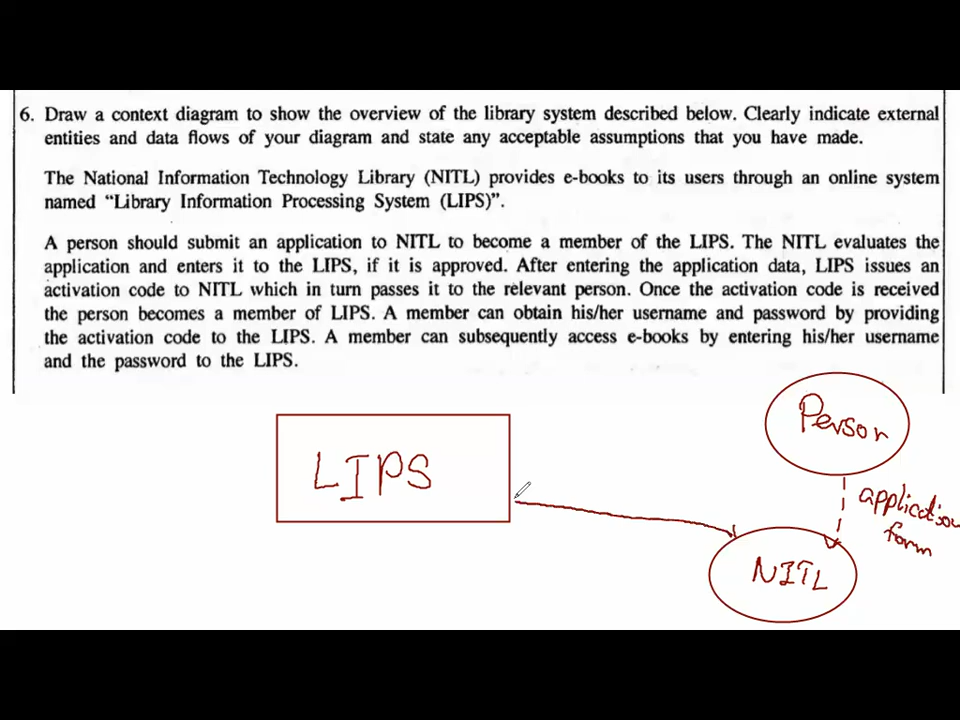 6. Draw a context diagram to show the overview of the library system described below. Clearly indicate external
entities and data flows of your diagram and state any acceptable assumptions that you have made.
The National Information Technology Library (NITL) provides e-books to its users through an online system
named “Library Information Processing System (LIPS)”.
A person should submit an application to NITL to become a member of the LIPS. The NITL evaluates the
application and enters it to the LIPS, if it is approved. After entering the application data, LIPS issues an
activation code to NITL which in turn passes it to the relevant person. Once the activation code is received
the person becomes a member of LIPS. A member can obtain his/her username and password by providing
the activation code to the LIPS. A member can subsequently access e-books by entering his/her username
and the password to the LIPS.
Person
LIPS
application
form
NITL